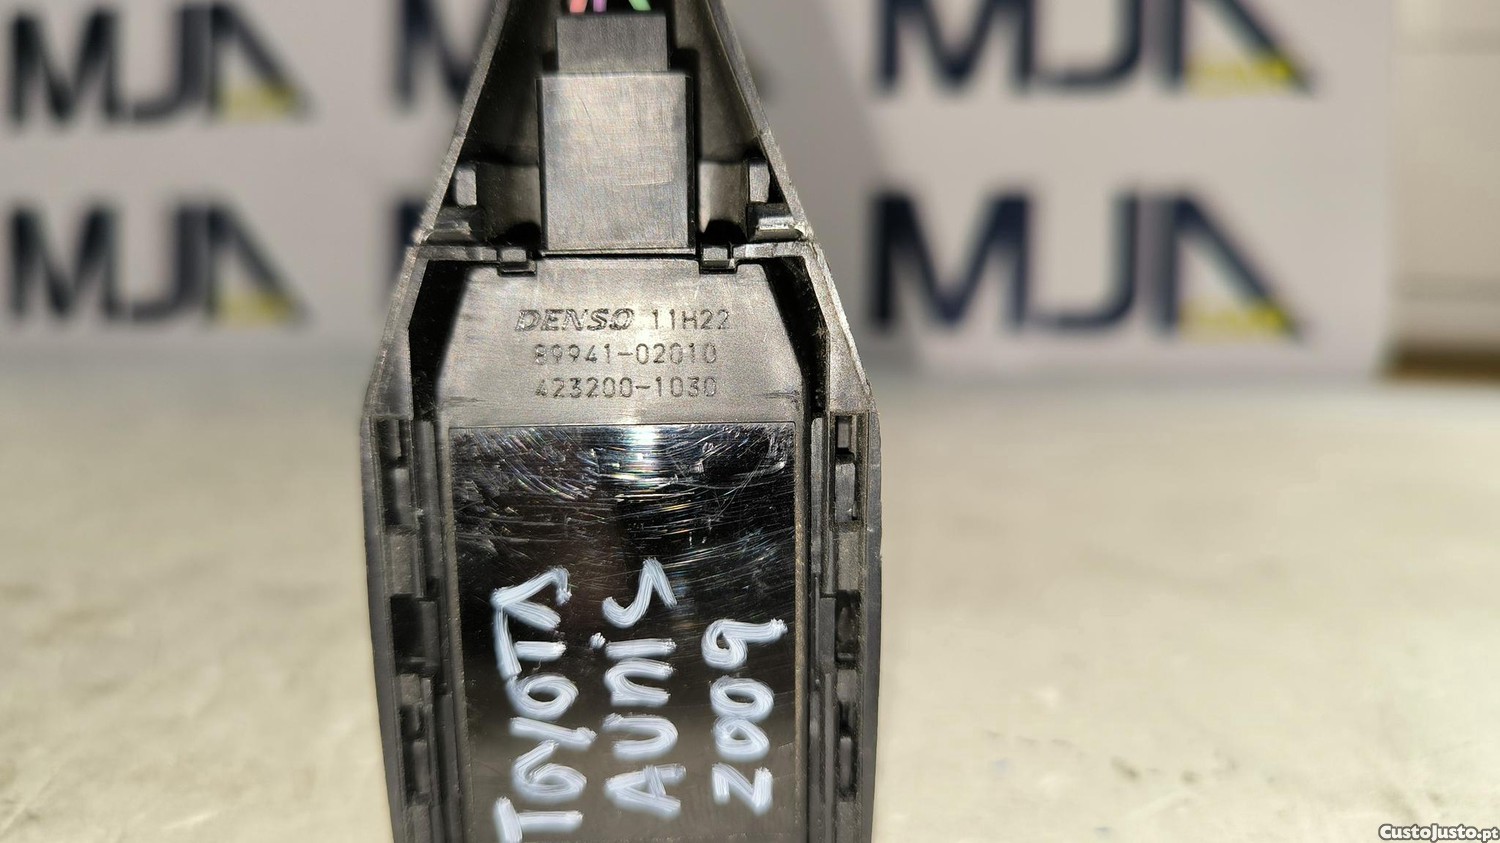 MJA
MJA
MJA
MJA
DENSO 11H22
89941-02010
423200-1030
TOYOTA
AURIS
2009
CustoJusto.pt